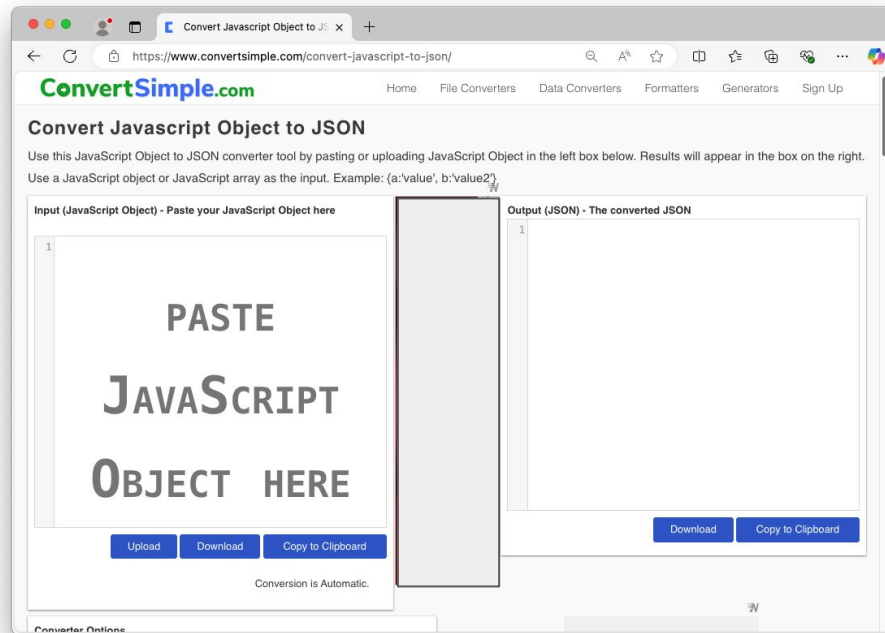 Convert Javascript Object to JS
https://www.convertsimple.com/convert-javascript-to-json/
ConvertSimple.com
Home File Converters Data Converters Formatters Generators Sign Up
Convert Javascript Object to JSON
Use this JavaScript Object to JSON converter tool by pasting or uploading JavaScript Object in the left box below. Results will appear in the box on the right.
Use a JavaScript object or JavaScript array as the input. Example: {a:'value', b:'value2'}
Input (JavaScript Object) - Paste your JavaScript Object here
1
PASTE
JAVASCRIPT
OBJECT HERE
Upload Download Copy to Clipboard
Conversion is Automatic.
Output (JSON) - The converted JSON
1
Download Copy to Clipboard
Converter Options